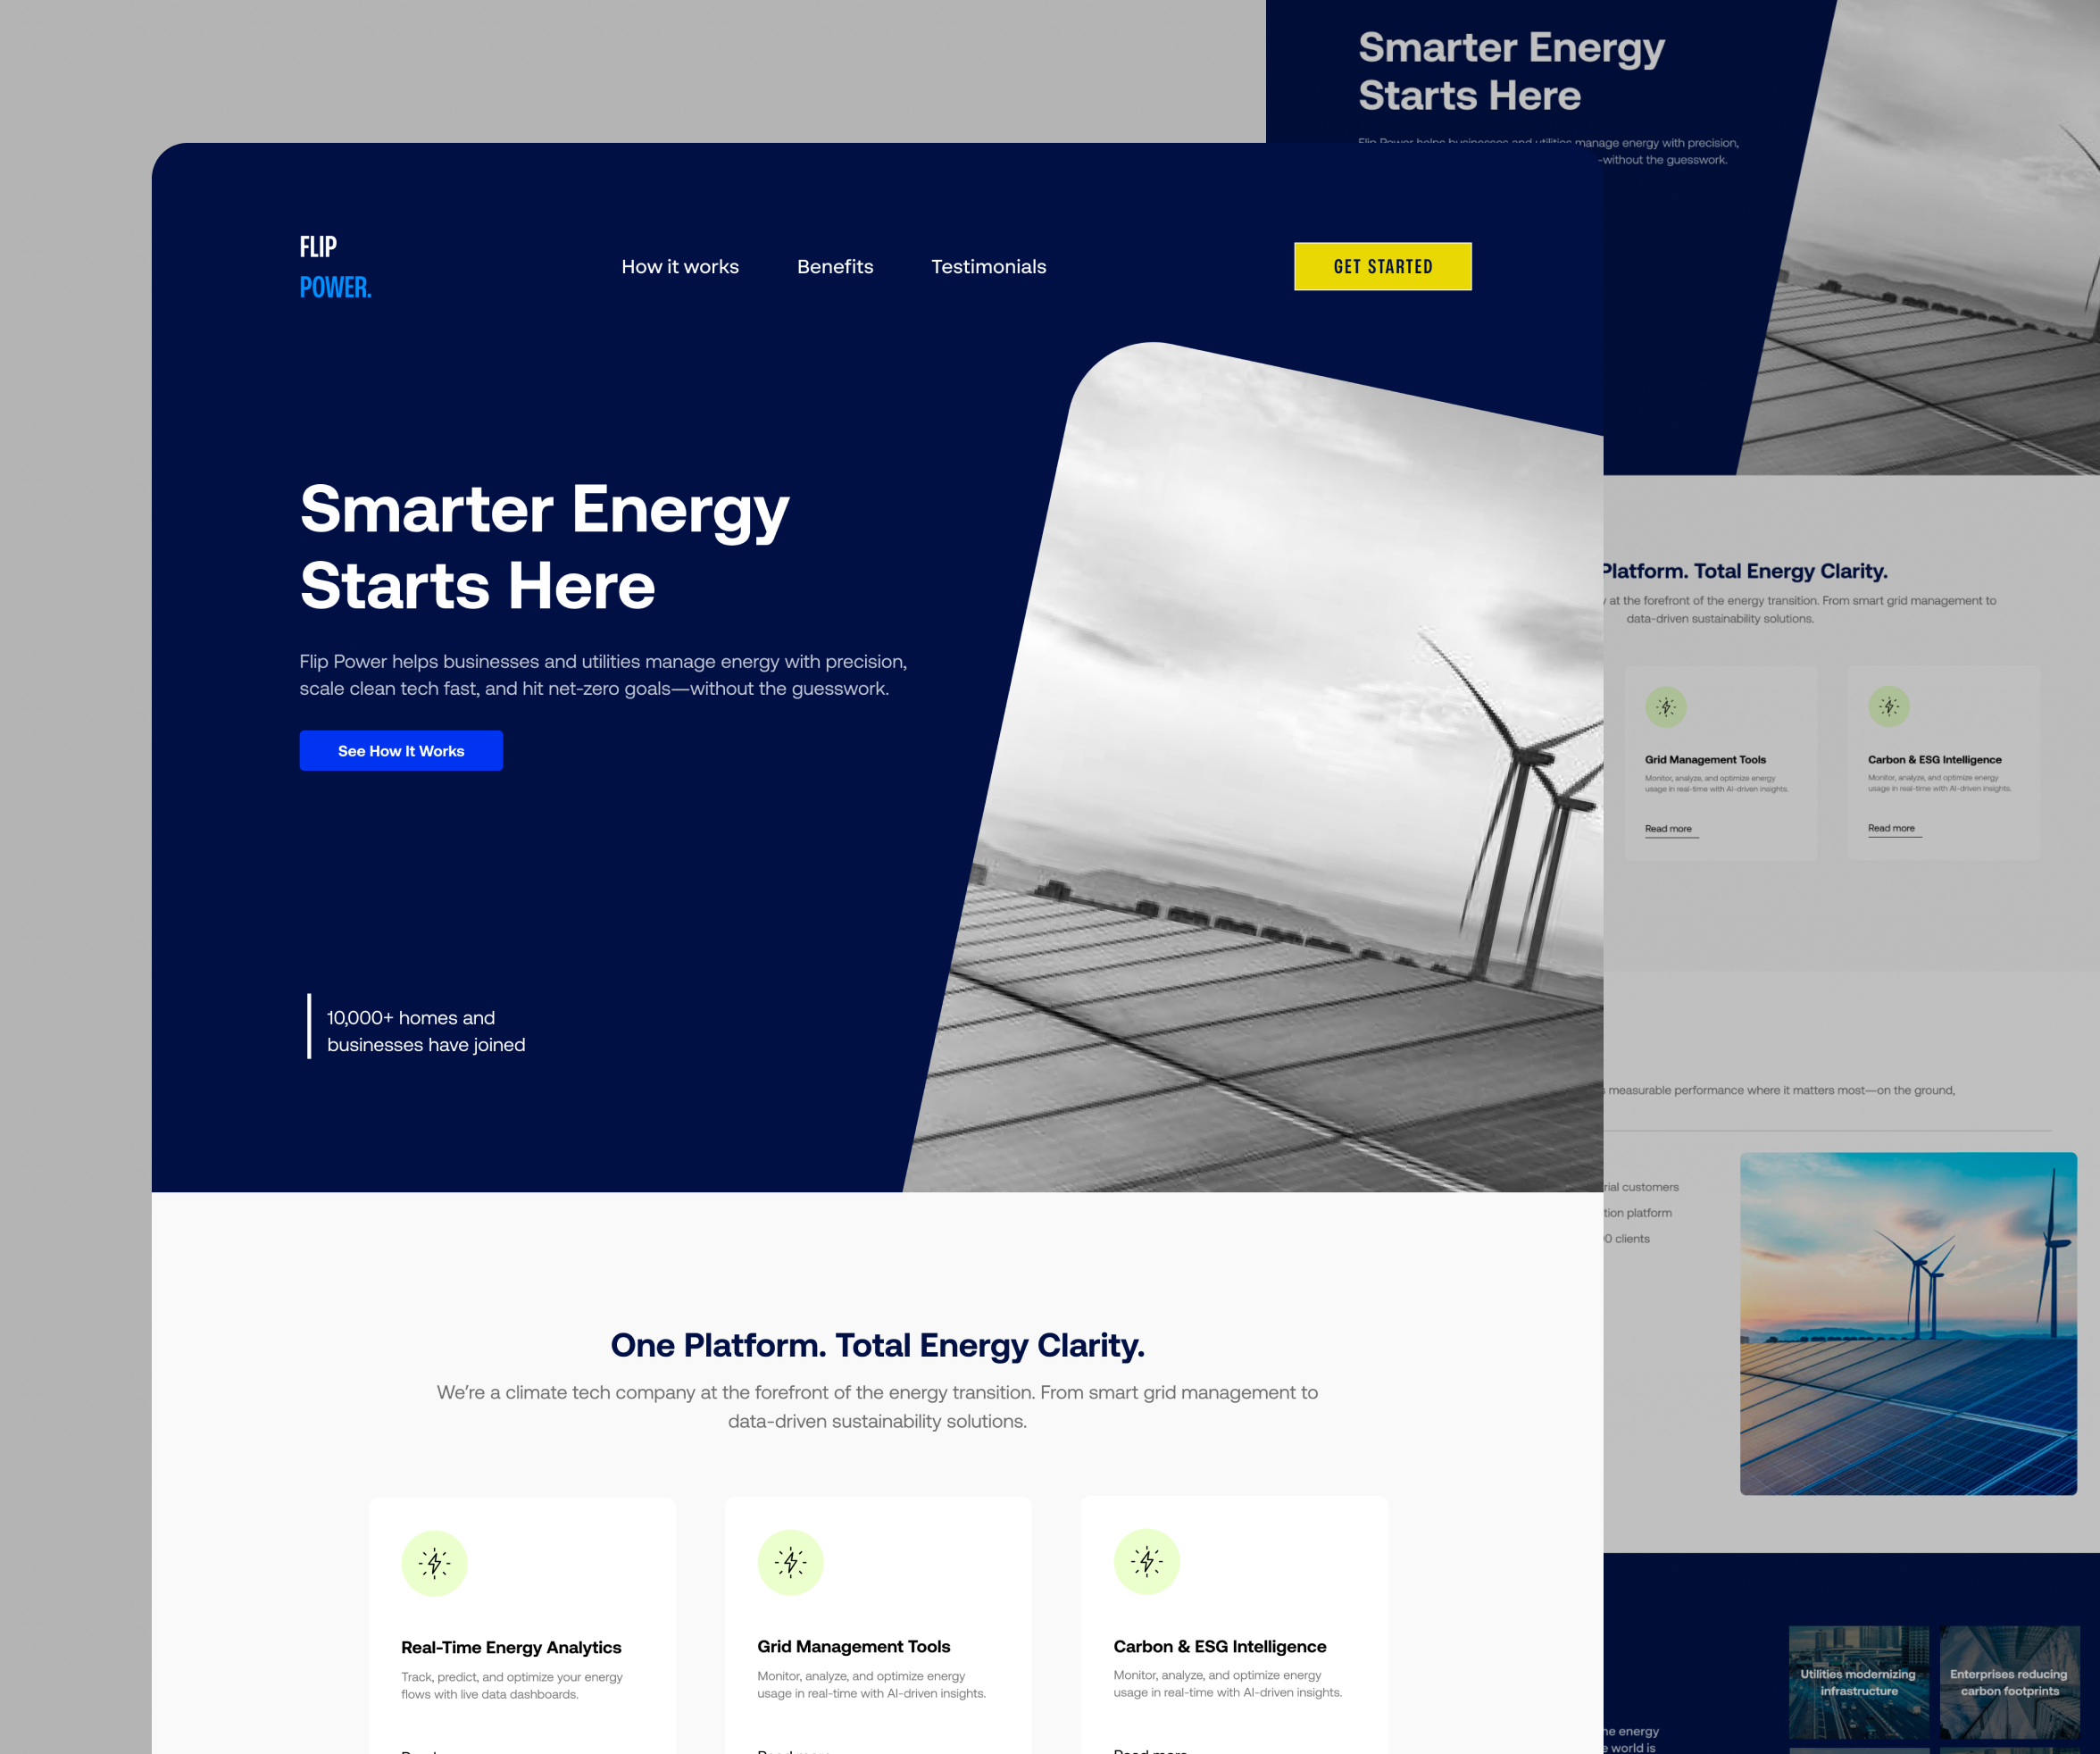 FLIP
POWER.
How it works
Benefits
Testimonials
GET STARTED
Smarter Energy
Starts Here
Flip Power helps businesses and utilities manage energy with precision,
scale clean tech fast, and hit net-zero goals—without the guesswork.
See How It Works
10,000+ homes and
businesses have joined
One Platform. Total Energy Clarity.
We’re a climate tech company at the forefront of the energy transition. From smart grid management to
data-driven sustainability solutions.
Real-Time Energy Analytics
Track, predict, and optimize your energy
flows with live data dashboards.
Grid Management Tools
Monitor, analyze, and optimize energy
usage in real-time with AI-driven insights.
Carbon & ESG Intelligence
Monitor, analyze, and optimize energy
usage in real-time with AI-driven insights.
Smarter Energy
Starts Here
Flip Power helps businesses and utilities manage energy with precision,
—without the guesswork.
Platform. Total Energy Clarity.
at the forefront of the energy transition. From smart grid management to
data-driven sustainability solutions.
Grid Management Tools
Monitor, analyze, and optimize energy
usage in real-time with AI-driven insights.
Read more
Carbon & ESG Intelligence
Monitor, analyze, and optimize energy
usage in real-time with AI-driven insights.
Read more
measurable performance where it matters most—on the ground,
customers
platform
clients
Utilities modernizing
infrastructure
Enterprises reducing
carbon footprints
energy
world is